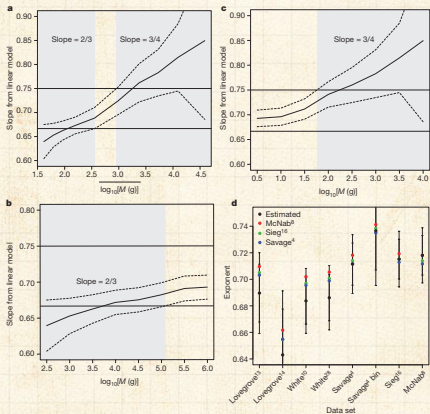 a
0.90
0.85
0.80
0.75
0.70
0.65
0.60
Slope from linear model
Slope = 2/3
Slope = 3/4
1.5 2.0 2.5 3.0 3.5 4.0 4.5
log10[M (g)]
c
0.90
0.85
0.80
0.75
0.70
0.65
0.60
Slope from linear model
Slope = 3/4
0.5 1.0 1.5 2.0 2.5 3.0 3.5 4.0
log10[M (g)]
b
0.80
0.75
0.70
0.65
0.60
Slope from linear model
Slope = 2/3
2.5 3.0 3.5 4.0 4.5 5.0 5.5 6.0
log10[M (g)]
d
0.74
0.72
0.70
0.68
0.66
0.64
Exponent
Estimated
McNab8
Sieg16
Savage4
Lovegrove13
Lovegrove14
White10
White28
Savage4
Savage4 bin
Sieg16
McNab8
Data set